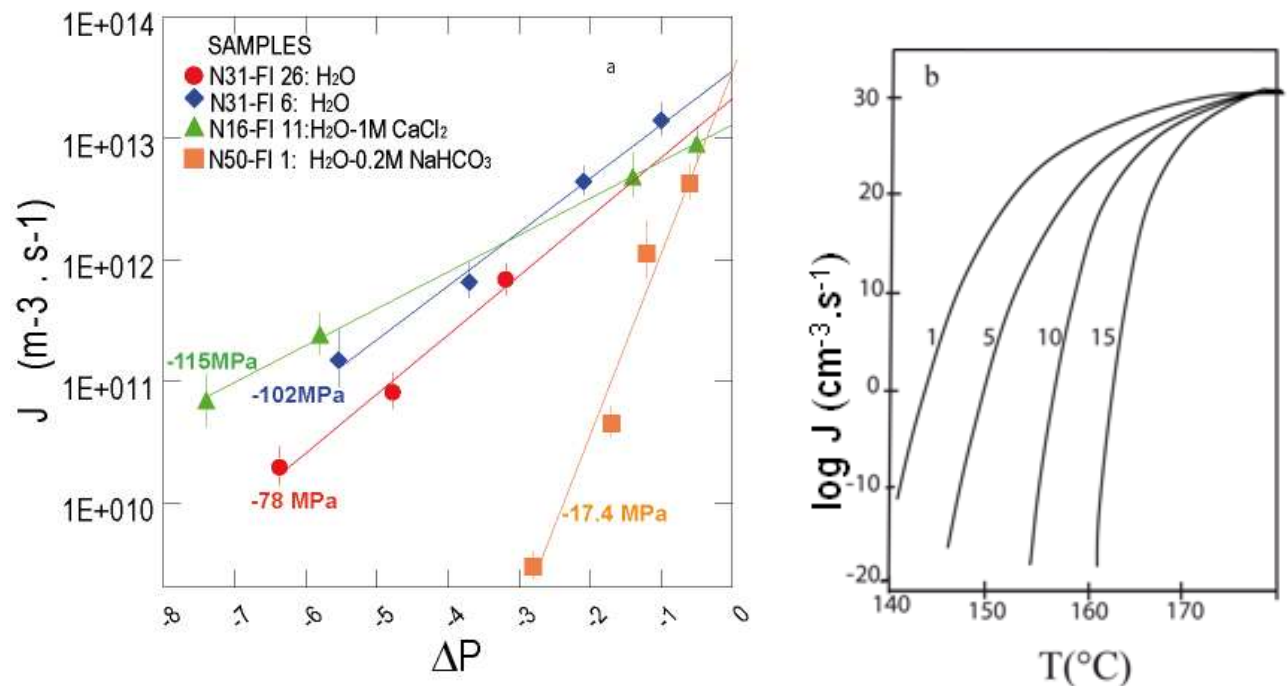 1E+014
1E+013
1E+012
1E+011
1E+010
J (m-3 . s-1)
SAMPLES
N31-FI 26: H₂O
N31-FI 6: H₂O
N16-FI 11:H₂O-1M CaCl₂
N50-FI 1: H₂O-0.2M NaHCO₃
a
-115MPa
-102MPa
-78 MPa
-17.4 MPa
-8 -7 -6 -5 -4 -3 -2 -1 0
ΔP
b
30
20
10
0
-10
-20
log J (cm⁻³.s⁻¹)
1 5 10 15
140 150 160 170
T(°C)